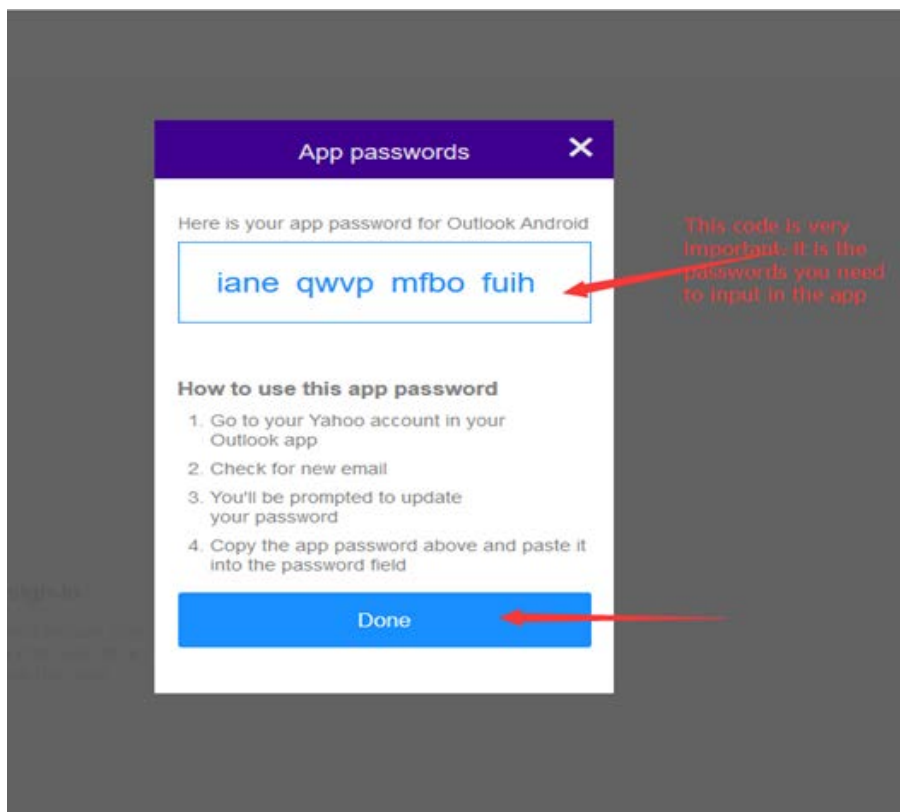 App passwords
Here is your app password for Outlook Android
iane qwvp mfbo fuih
This code is very
important. It is the
passwords you need
to input in the app
How to use this app password
1. Go to your Yahoo account in your
Outlook app
2. Check for new email
3. You'll be prompted to update
your password
4. Copy the app password above and paste it
into the password field
Done